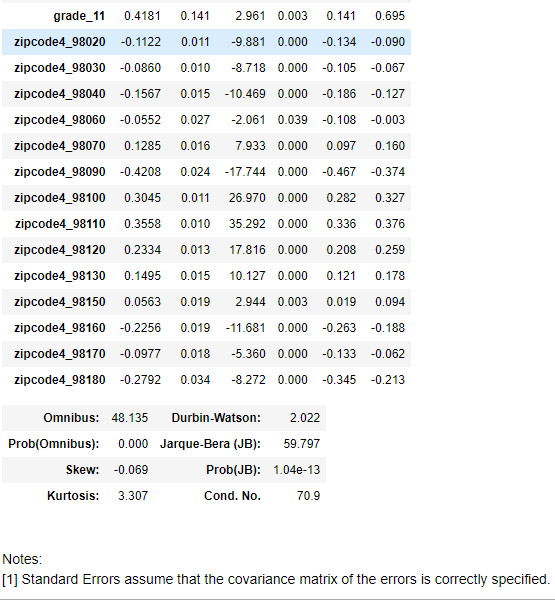 grade_11 0.4181 0.141 2.961 0.003 0.141 0.695
zipcode4_98020 -0.1122 0.011 -9.881 0.000 -0.134 -0.090
zipcode4_98030 -0.0860 0.010 -8.718 0.000 -0.105 -0.067
zipcode4_98040 -0.1567 0.015 -10.469 0.000 -0.186 -0.127
zipcode4_98060 -0.0552 0.027 -2.061 0.039 -0.108 -0.003
zipcode4_98070 0.1285 0.016 7.933 0.000 0.097 0.160
zipcode4_98090 -0.4208 0.024 -17.744 0.000 -0.467 -0.374
zipcode4_98100 0.3045 0.011 26.970 0.000 0.282 0.327
zipcode4_98110 0.3558 0.010 35.292 0.000 0.336 0.376
zipcode4_98120 0.2334 0.013 17.816 0.000 0.208 0.259
zipcode4_98130 0.1495 0.015 10.127 0.000 0.121 0.178
zipcode4_98150 0.0563 0.019 2.944 0.003 0.019 0.094
zipcode4_98160 -0.2256 0.019 -11.681 0.000 -0.263 -0.188
zipcode4_98170 -0.0977 0.018 -5.360 0.000 -0.133 -0.062
zipcode4_98180 -0.2792 0.034 -8.272 0.000 -0.345 -0.213
Omnibus: 48.135 Durbin-Watson: 2.022
Prob(Omnibus): 0.000 Jarque-Bera (JB): 59.797
Skew: -0.069 Prob(JB): 1.04e-13
Kurtosis: 3.307 Cond. No. 70.9
Notes:
[1] Standard Errors assume that the covariance matrix of the errors is correctly specified.